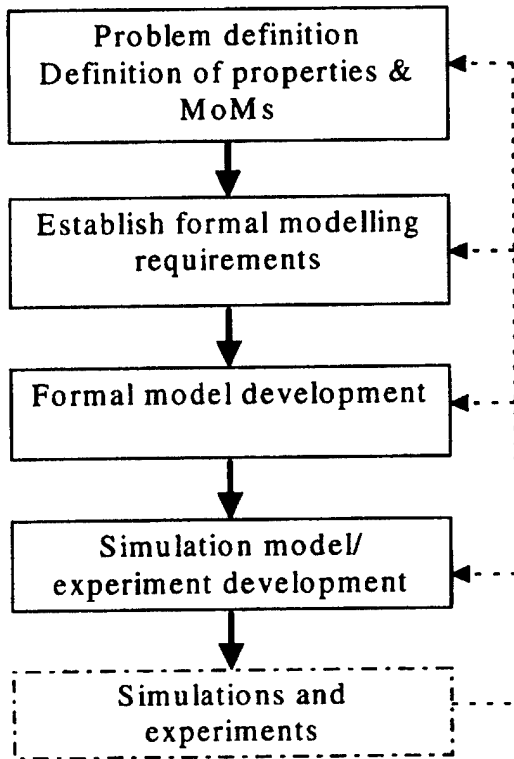 Problem definition
Definition of properties &
MoMs
Establish formal modelling
requirements
Formal model development
Simulation model/
experiment development
Simulations and
experiments